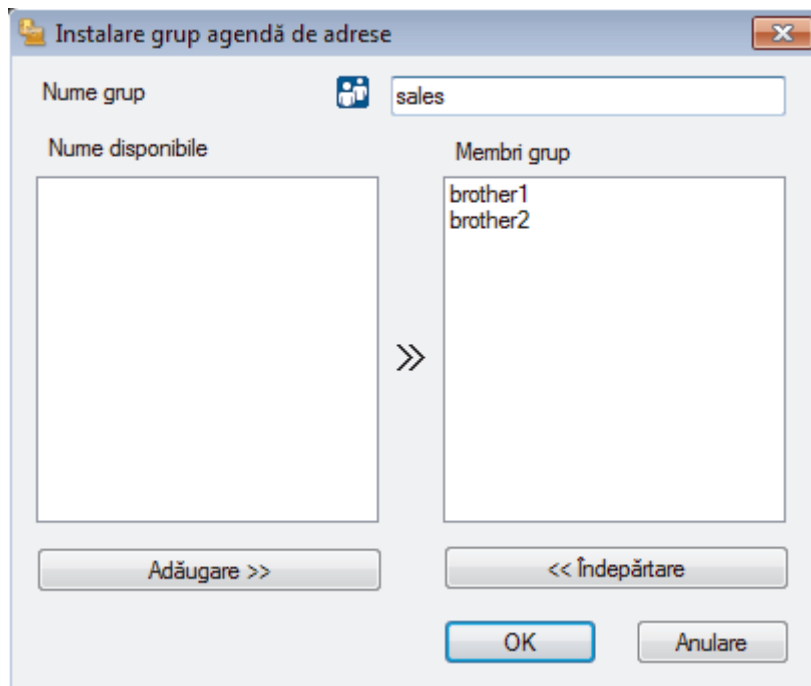 Instalare grup agendă de adrese
Nume grup
sales
Nume disponibile
Membri grup
brother1
brother2
Adăugare >>
<< Îndepărtare
OK
Anulare